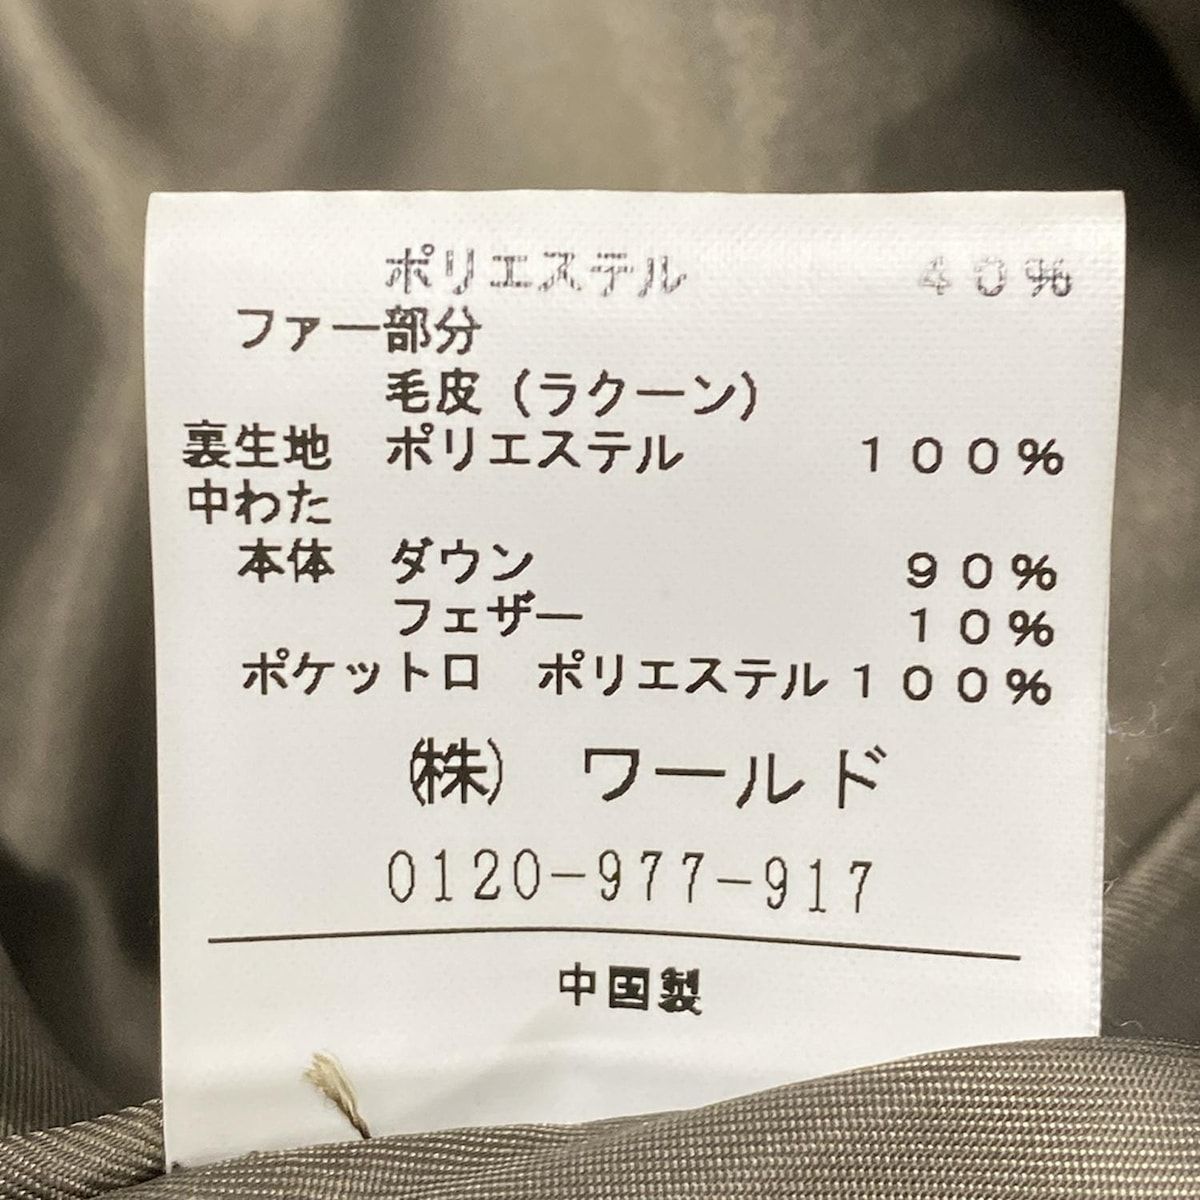 ポリエステル 40%
ファー部分
毛皮(ラクーン)
裏生地 ポリエステル 100%
中わた
本体 ダウン 90%
フェザー 10%
ポケット口 ポリエステル100%
(株) ワールド
0120-977-917
中国製